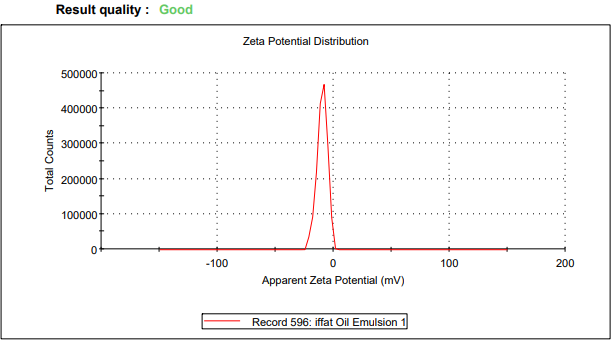 Result quality : Good
Zeta Potential Distribution
500000
400000
300000
200000
100000
0
Total Counts
-100 0 100 200
Apparent Zeta Potential (mV)
Record 596: iffat Oil Emulsion 1